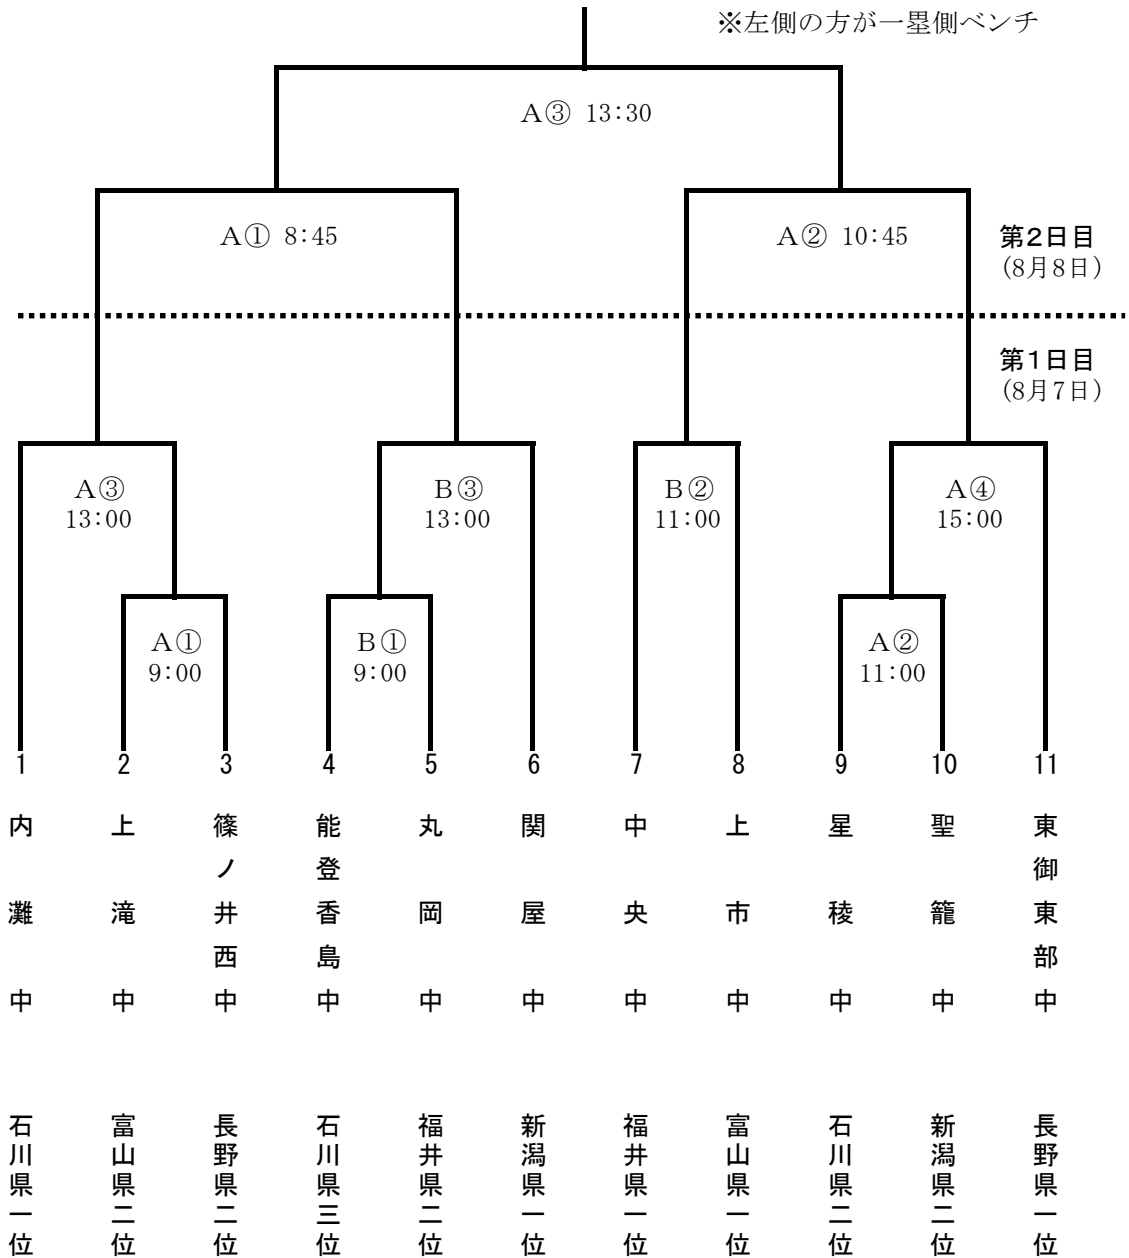 ※左側の方が一塁側ベンチ
A③ 13:30
A① 8:45
A② 10:45
第2日目
(8月8日)
第1日目
(8月7日)
A③
13:00
B③
13:00
B②
11:00
A④
15:00
A①
9:00
B①
9:00
A②
11:00
1
2
3
4
5
6
7
8
9
10
11
内灘中
上滝中
篠ノ井西中
能登香島中
丸岡中
関屋中
中央中
上市中
星稜中
聖籠中
東御東部中
石川県一位
富山県二位
長野県二位
石川県三位
福井県二位
新潟県一位
福井県一位
富山県一位
石川県二位
新潟県二位
長野県一位